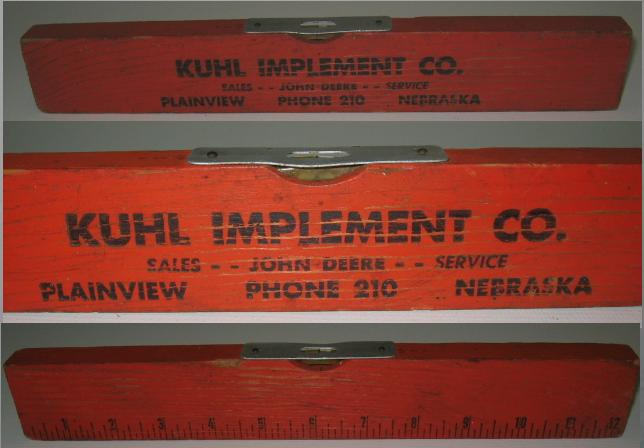 KUHL IMPLEMENT CO.
SALES - - JOHN DEERE - - SERVICE
PLAINVIEW PHONE 210 NEBRASKA
KUHL IMPLEMENT CO.
SALES - - JOHN DEERE - - SERVICE
PLAINVIEW PHONE 210 NEBRASKA
1 2 3 4 5 6 7 8 9 10 11 12